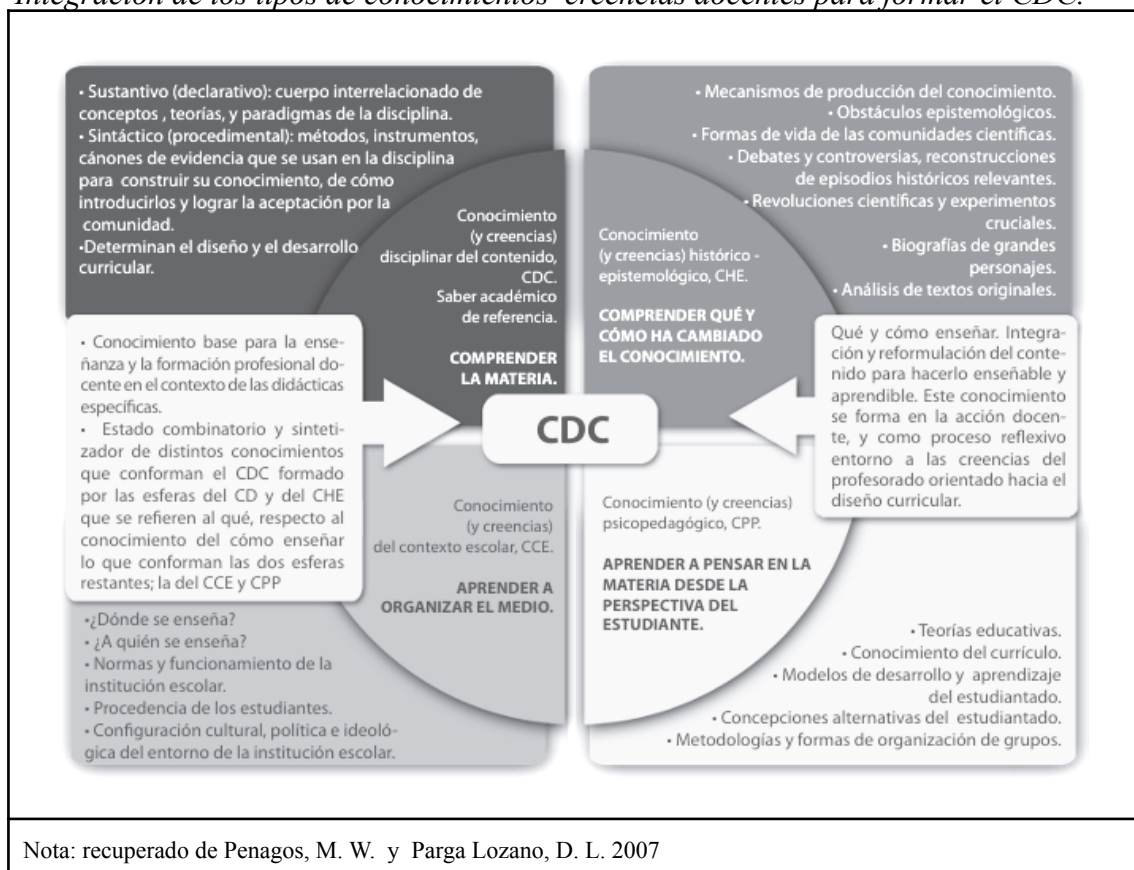 Integración de los tipos de conocimientos creencias docentes para formar el CDC.
• Sustantivo (declarativo): cuerpo interrelacionado de
conceptos , teorías, y paradigmas de la disciplina.
• Sintáctico (procedimental): métodos, instrumentos,
cánones de evidencia que se usan en la disciplina
para construir su conocimiento, de cómo
introducirlos y lograr la aceptación por la
comunidad.
•Determinan el diseño y el desarrollo
curricular.
Conocimiento
(y creencias)
disciplinar del contenido,
CDC.
Saber académico
de referencia.
COMPRENDER
LA MATERIA.
• Mecanismos de producción del conocimiento.
• Obstáculos epistemológicos.
• Formas de vida de las comunidades científicas.
• Debates y controversias, reconstrucciones
de episodios históricos relevantes.
• Revoluciones científicas y experimentos
cruciales.
• Biografías de grandes
personajes.
• Análisis de textos originales.
Conocimiento
(y creencias) histórico -
epistemológico, CHE.
COMPRENDER QUÉ Y
CÓMO HA CAMBIADO
EL CONOCIMIENTO.
• Conocimiento base para la ense-
ñanza y la formación profesional do-
cente en el contexto de las didácticas
específicas.
• Estado combinatorio y sinteti-
zador de distintos conocimientos
que conforman el CDC formado
por las esferas del CD y del CHE
que se refieren al qué, respecto al
conocimiento del cómo enseñar
lo que conforman las dos esferas
restantes; la del CCE y CPP
CDC
Qué y cómo enseñar. Integra-
ción y reformulación del conte-
nido para hacerlo enseñable y
aprendible. Este conocimiento
se forma en la acción docen-
te, y como proceso reflexivo
entorno a las creencias del
profesorado orientado hacia el
diseño curricular.
Conocimiento
(y creencias)
del contexto escolar, CCE.
APRENDER A
ORGANIZAR EL MEDIO.
•¿Dónde se enseña?
• ¿A quién se enseña?
• Normas y funcionamiento de la
institución escolar.
• Procedencia de los estudiantes.
• Configuración cultural, política e ideoló-
gica del entorno de la institución escolar.
Conocimiento (y creencias)
psicopedagógico, CPP.
APRENDER A PENSAR EN LA
MATERIA DESDE LA
PERSPECTIVA DEL
ESTUDIANTE.
• Teorías educativas.
• Conocimiento del currículo.
• Modelos de desarrollo y aprendizaje
del estudiantado.
• Concepciones alternativas del estudiantado.
• Metodologías y formas de organización de grupos.
Nota: recuperado de Penagos, M. W. y Parga Lozano, D. L. 2007